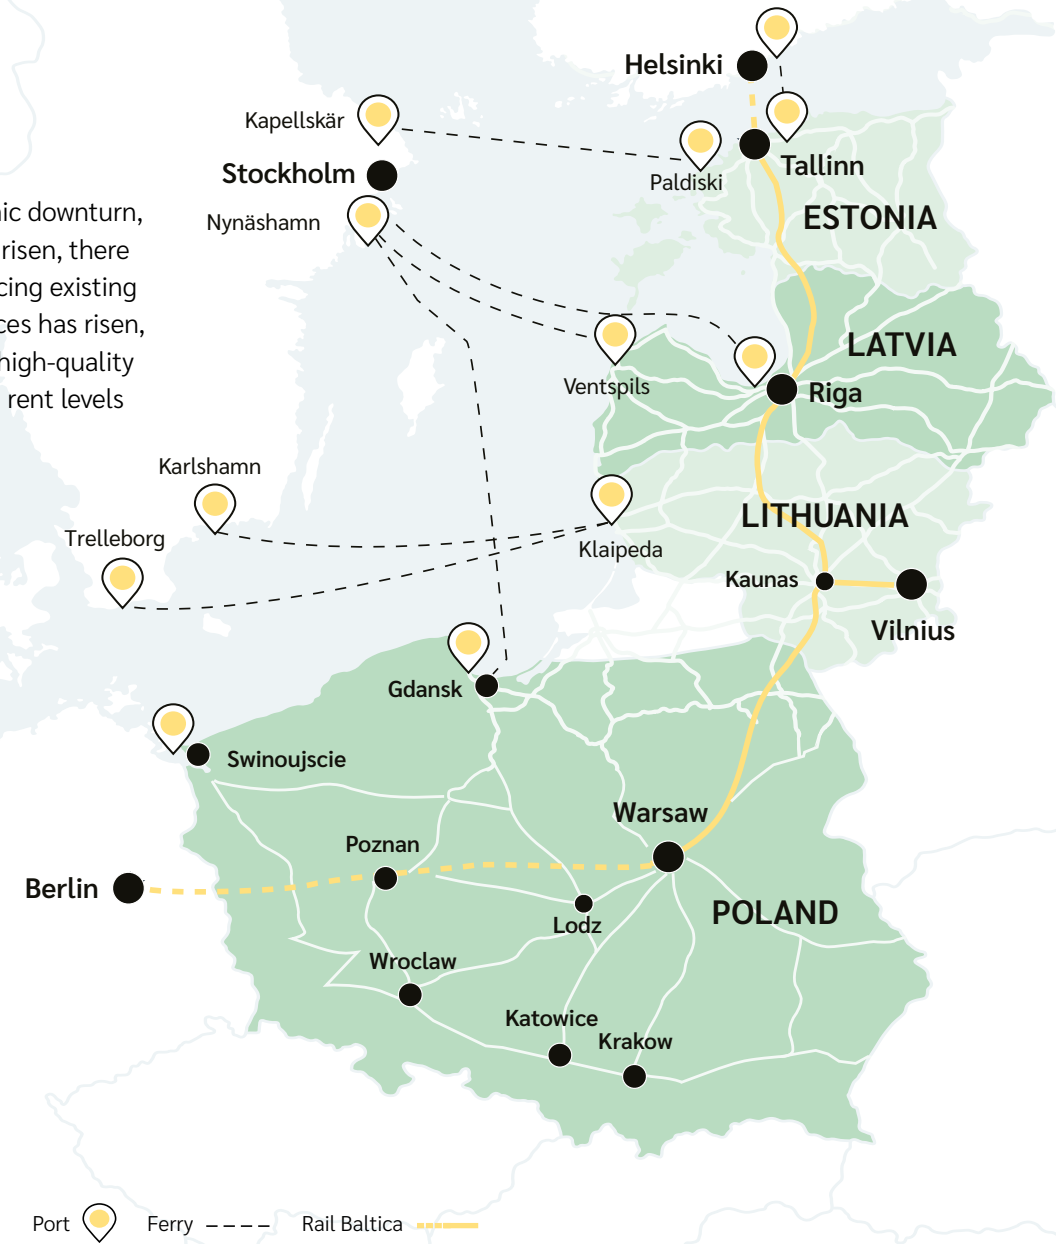 Helsinki
Kapellskär
Tallinn
Stockholm
Paldiski
nic downturn,
Nynäshamn
ESTONIA
risen, there
cing existing
ces has risen,
LATVIA
high-quality
Ventspils
Riga
rent levels
Karlshamn
LITHUANIA
Trelleborg
Klaipeda
Kaunas
Vilnius
Gdansk
Swinoujscie
Warsaw
Poznan
Berlin
POLAND
Lodz
Wroclaw
Katowice
Krakow
Port
Ferry
Rail Baltica